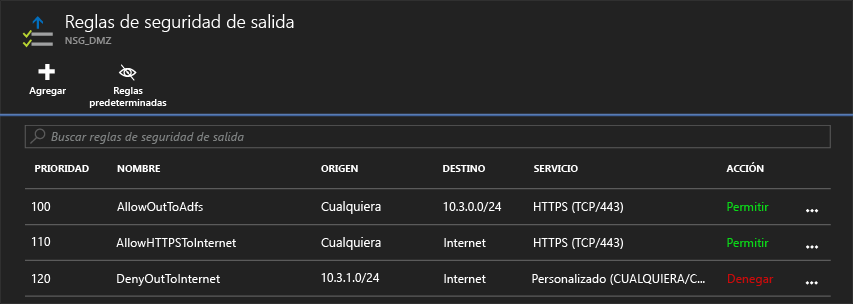 Reglas de seguridad de salida
NSG_DMZ
Agregar
Reglas
predeterminadas
Buscar reglas de seguridad de salida
PRIORIDAD NOMBRE ORIGEN DESTINO SERVICIO ACCIÓN
100 AllowOutToAdfs Cualquiera 10.3.0.0/24 HTTPS (TCP/443) Permitir ...
110 AllowHTTPSToInternet Cualquiera Internet HTTPS (TCP/443) Permitir ...
120 DenyOutToInternet 10.3.1.0/24 Internet Personalizado (CUALQUIERA/C... Denegar ...